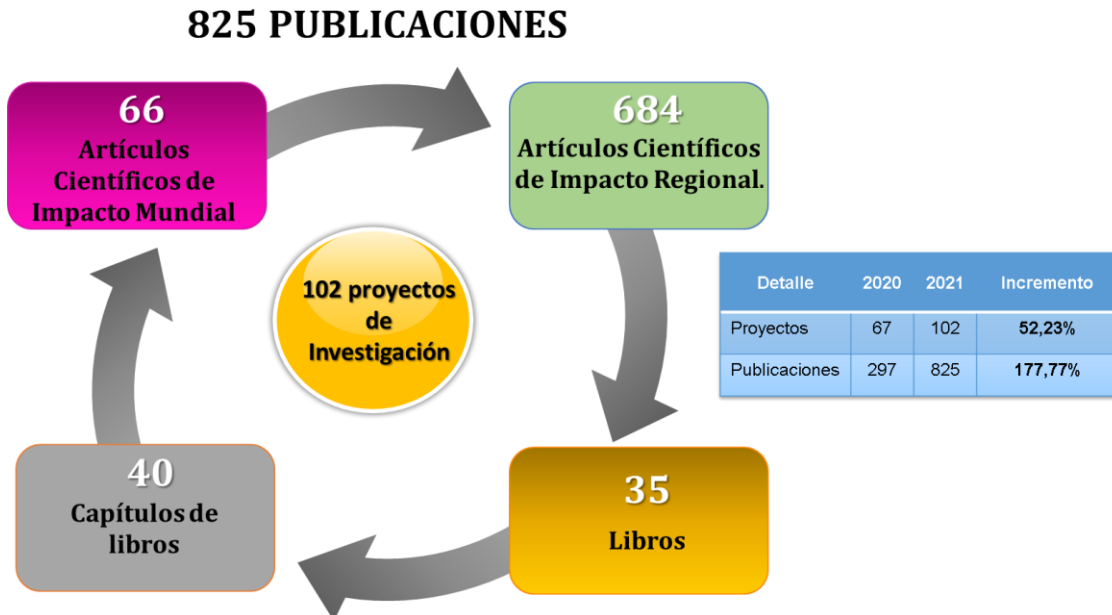 825 PUBLICACIONES
66
Artículos
Científicos de
Impacto Mundial
684
Artículos Científicos
de Impacto Regional.
102 proyectos
de
Investigación
Detalle 2020 2021 Incremento
Proyectos 67 102 52,23%
Publicaciones 297 825 177,77%
40
Capítulos de
libros
35
Libros